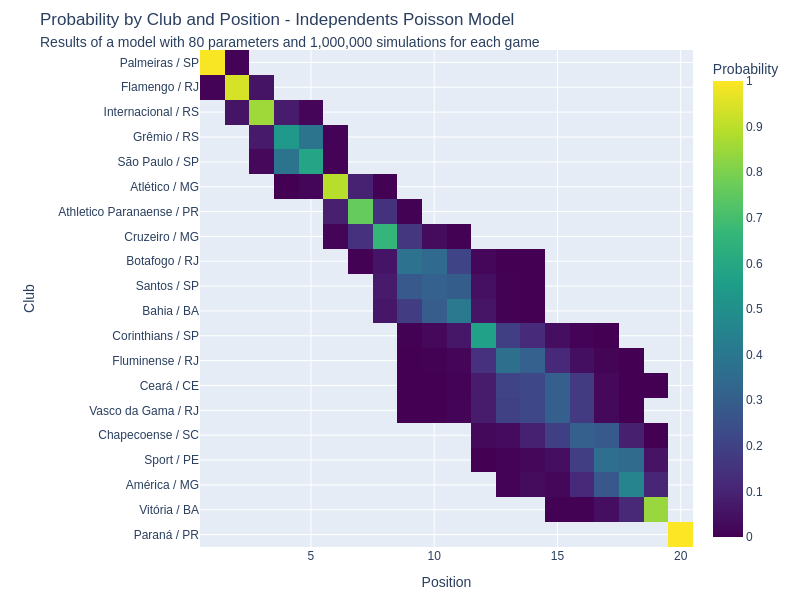 Probability by Club and Position - Independents Poisson Model
Results of a model with 80 parameters and 1,000,000 simulations for each game
Probability
Palmeiras / SP
Flamengo / RJ
Internacional / RS
Grêmio / RS
São Paulo / SP
Atlético / MG
Athletico Paranaense / PR
Cruzeiro / MG
Botafogo / RJ
Santos / SP
Bahia / BA
Corinthians / SP
Fluminense / RJ
Ceará / CE
Vasco da Gama / RJ
Chapecoense / SC
Sport / PE
América / MG
Vitória / BA
Paraná / PR
Club
5
10
15
20
Position
1
0.9
0.8
0.7
0.6
0.5
0.4
0.3
0.2
0.1
0